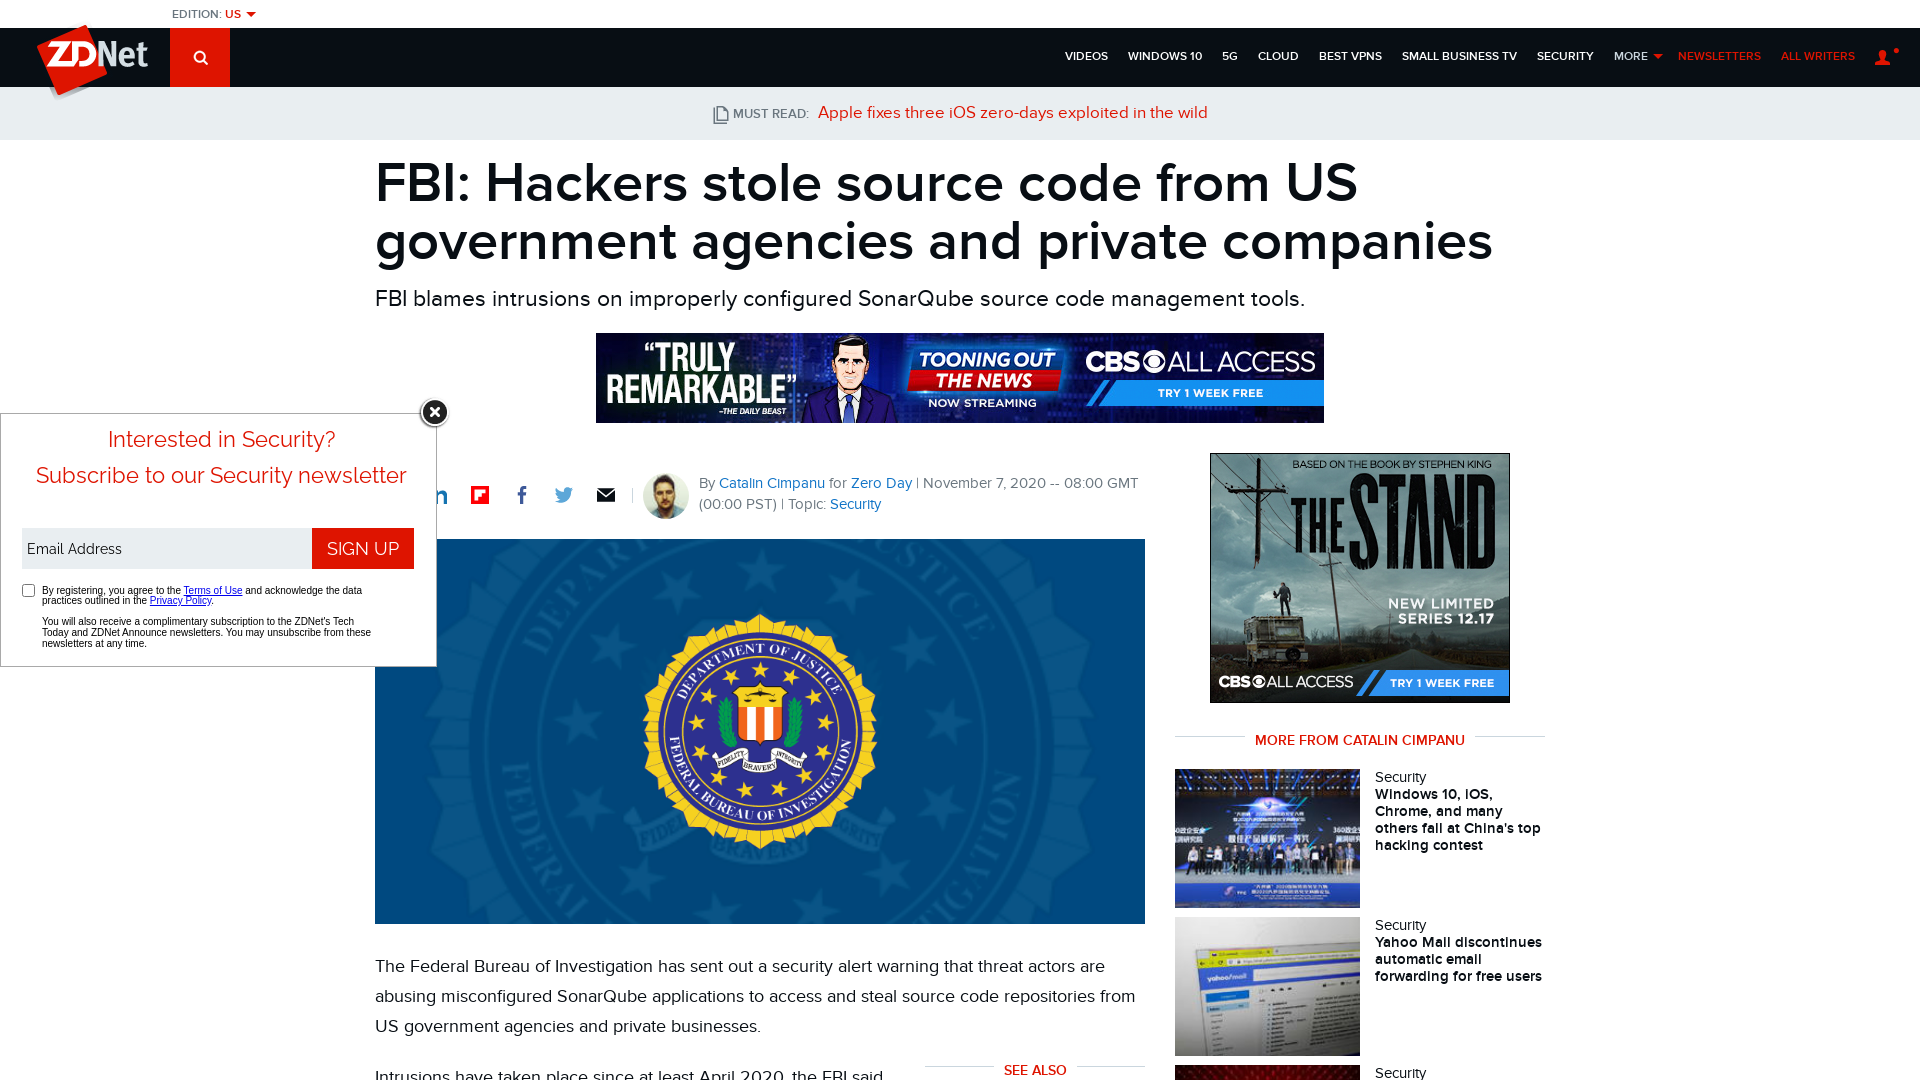 EDITION: US
ZDNet
VIDEOS WINDOWS 10 5G CLOUD BEST VPNS SMALL BUSINESS TV SECURITY MORE NEWSLETTERS ALL WRITERS
MUST READ: Apple fixes three iOS zero-days exploited in the wild
FBI: Hackers stole source code from US
government agencies and private companies
FBI blames intrusions on improperly configured SonarQube source code management tools.
"TRULY
REMARKABLE"
-THE DAILY BEAST
TOONING OUT
THE NEWS
NOW STREAMING
CBS ALL ACCESS
TRY 1 WEEK FREE
Interested in Security?
Subscribe to our Security newsletter
Email Address
SIGN UP
By registering, you agree to the Terms of Use and acknowledge the data
practices outlined in the Privacy Policy.
You will also receive a complimentary subscription to the ZDNet's Tech
Today and ZDNet Announce newsletters. You may unsubscribe from these
newsletters at any time.
By Catalin Cimpanu for Zero Day | November 7, 2020 -- 08:00 GMT
(00:00 PST) | Topic: Security
DEPARTMENT OF JUSTICE
FIDELITY BRAVERY INTEGRITY
FEDERAL BUREAU OF INVESTIGATION
The Federal Bureau of Investigation has sent out a security alert warning that threat actors are
abusing misconfigured SonarQube applications to access and steal source code repositories from
US government agencies and private businesses.
Intrusions have taken place since at least April 2020, the FBI said
SEE ALSO
BASED ON THE BOOK BY STEPHEN KING
THE STAND
NEW LIMITED
SERIES 12.17
CBS ALL ACCESS
TRY 1 WEEK FREE
MORE FROM CATALIN CIMPANU
Security
Windows 10, iOS,
Chrome, and many
others fall at China's top
hacking contest
Security
Yahoo Mail discontinues
automatic email
forwarding for free users
Security